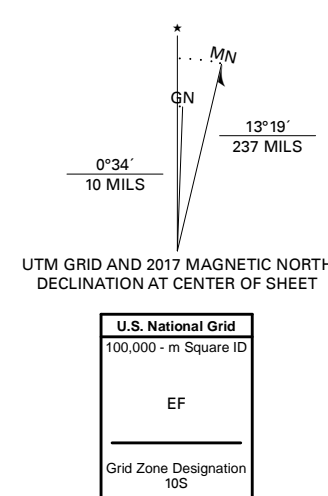 ★
MN
GN
13°19´
237 MILS
0°34´
10 MILS
UTM GRID AND 2017 MAGNETIC NORTH
DECLINATION AT CENTER OF SHEET
U.S. National Grid
100,000 - m Square ID
EF
Grid Zone Designation
10S